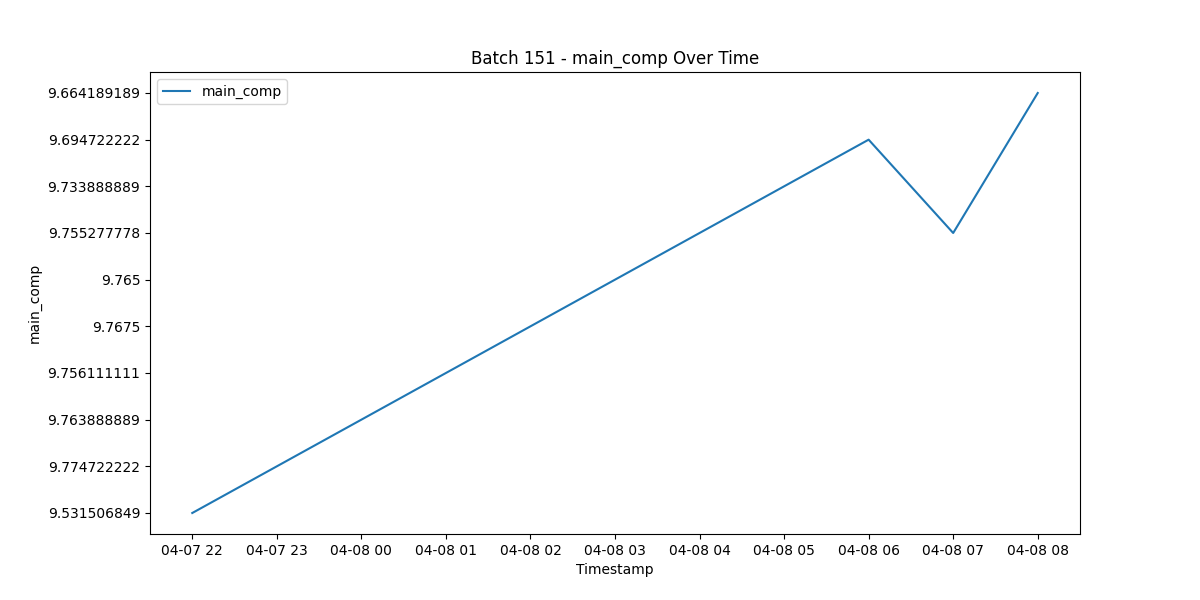 Batch 151 - main_comp Over Time
main_comp
9.664189189
9.694722222
9.733888889
9.755277778
9.765
9.7675
9.756111111
9.763888889
9.774722222
9.531506849
main_comp
04-07 22 04-07 23 04-08 00 04-08 01 04-08 02 04-08 03 04-08 04 04-08 05 04-08 06 04-08 07 04-08 08
Timestamp